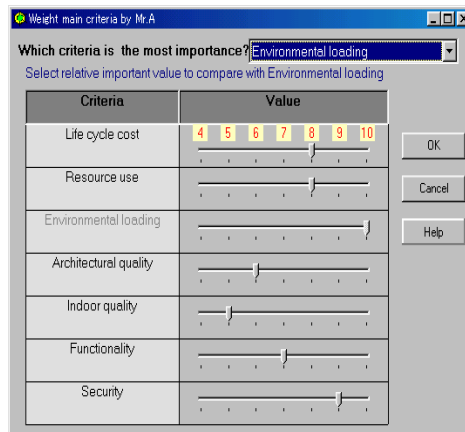 Weight main criteria by Mr.A
Which criteria is the most importance? Environmental loading
Select relative important value to compare with Environmental loading
Criteria Value
Life cycle cost 4 5 6 7 8 9 10
OK
Resource use
Cancel
Environmental loading
Help
Architectural quality
Indoor quality
Functionality
Security